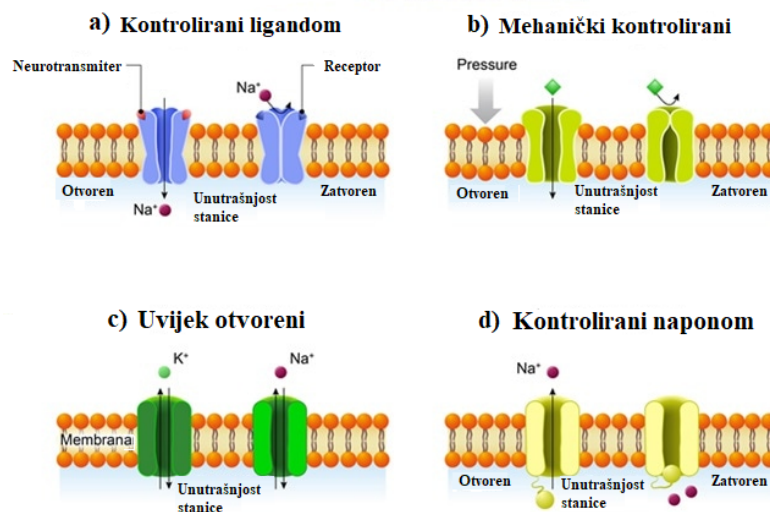 a) Kontrolirani ligandom
Neurotransmiter
Na⁺
Receptor
Otvoren
Unutrašnjost
stanice
Zatvoren
Na⁺
b) Mehanički kontrolirani
Pressure
Otvoren
Unutrašnjost
stanice
Zatvoren
c) Uvijek otvoreni
K⁺
Na⁺
Membrana
Unutrašnjost
stanice
d) Kontrolirani naponom
Na⁺
Otvoren
Unutrašnjost
stanice
Zatvoren